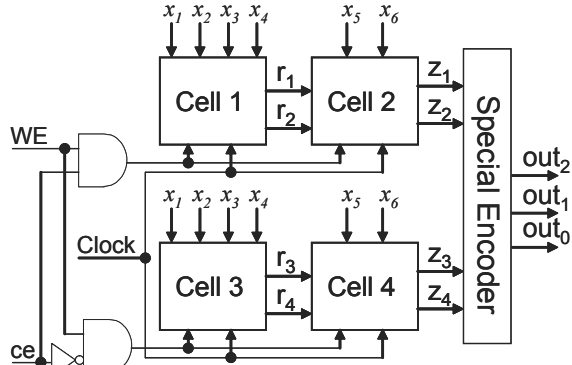 x1 x2 x3 x4 x5 x6
Cell 1
r1
r2
Cell 2
z1
z2
Special Encoder
WE
out2
out1
out0
x1 x2 x3 x4 x5 x6
Clock
Cell 3
r3
r4
Cell 4
z3
z4
ce